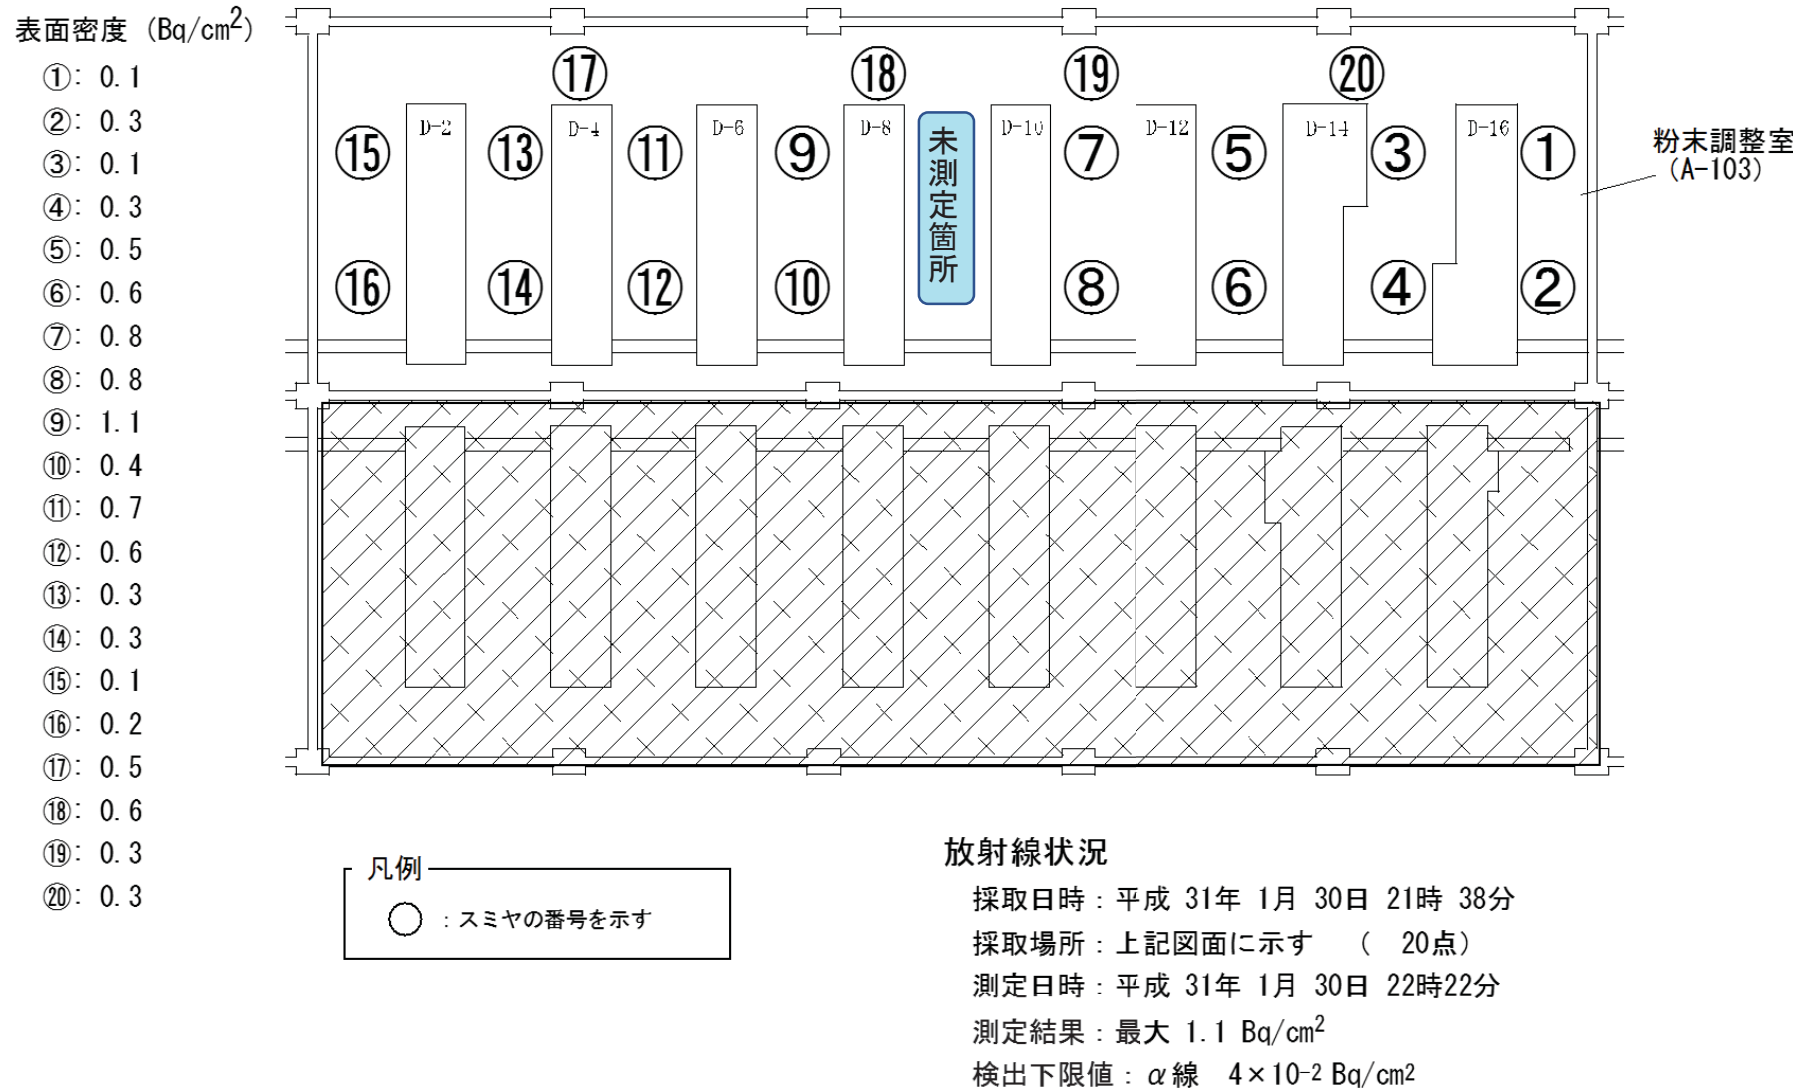 表面密度 (Bq/cm²)
①: 0.1
②: 0.3
③: 0.1
④: 0.3
⑤: 0.5
⑥: 0.6
⑦: 0.8
⑧: 0.8
⑨: 1.1
⑩: 0.4
⑪: 0.7
⑫: 0.6
⑬: 0.3
⑭: 0.3
⑮: 0.1
⑯: 0.2
⑰: 0.5
⑱: 0.6
⑲: 0.3
⑳: 0.3
⑰ ⑱ ⑲ ⑳
D-2 D-4 D-6 D-8 D-10 D-12 D-14 D-16
⑮ ⑬ ⑪ ⑨ ⑦ ⑤ ③ ①
未測定箇所
⑯ ⑭ ⑫ ⑩ ⑧ ⑥ ④ ②
粉末調整室
(A-103)
凡例
○ : スミヤの番号を示す
放射線状況
採取日時 : 平成 31年 1月 30日 21時 38分
採取場所 : 上記図面に示す ( 20点)
測定日時 : 平成 31年 1月 30日 22時22分
測定結果 : 最大 1.1 Bq/cm²
検出下限値 : α線 4×10⁻² Bq/cm²